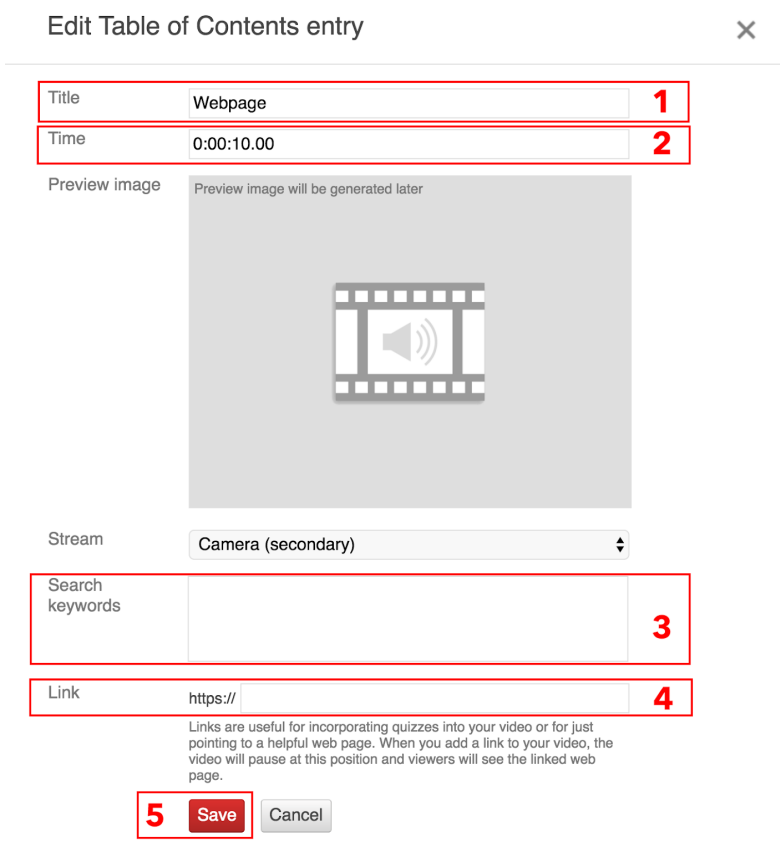 Edit Table of Contents entry
Title
Webpage
1
Time
0:00:10.00
2
Preview image
Preview image will be generated later
Stream
Camera (secondary)
Search
keywords
3
Link
https://
4
Links are useful for incorporating quizzes into your video or for just
pointing to a helpful web page. When you add a link to your video, the
video will pause at this position and viewers will see the linked web
page.
5
Save
Cancel